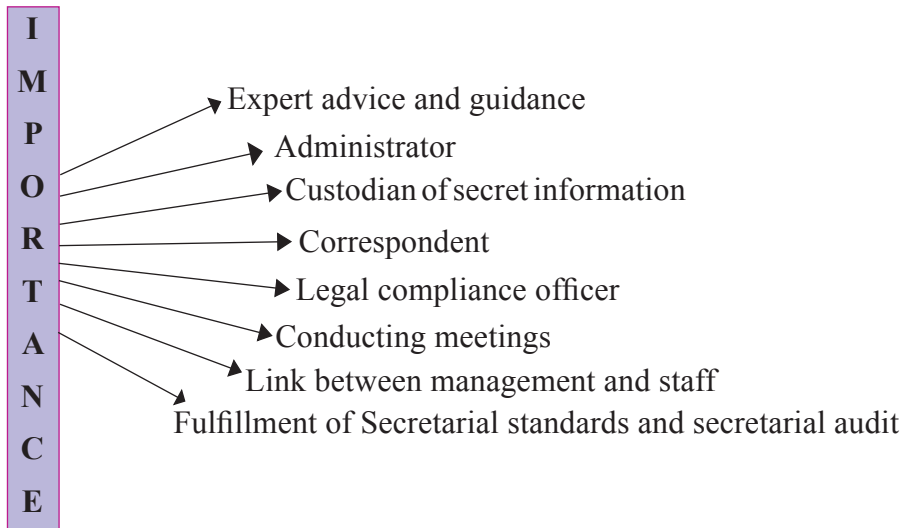 IMPORTANCE
Expert advice and guidance
Administrator
Custodian of secret information
Correspondent
Legal compliance officer
Conducting meetings
Link between management and staff
Fulfillment of Secretarial standards and secretarial audit